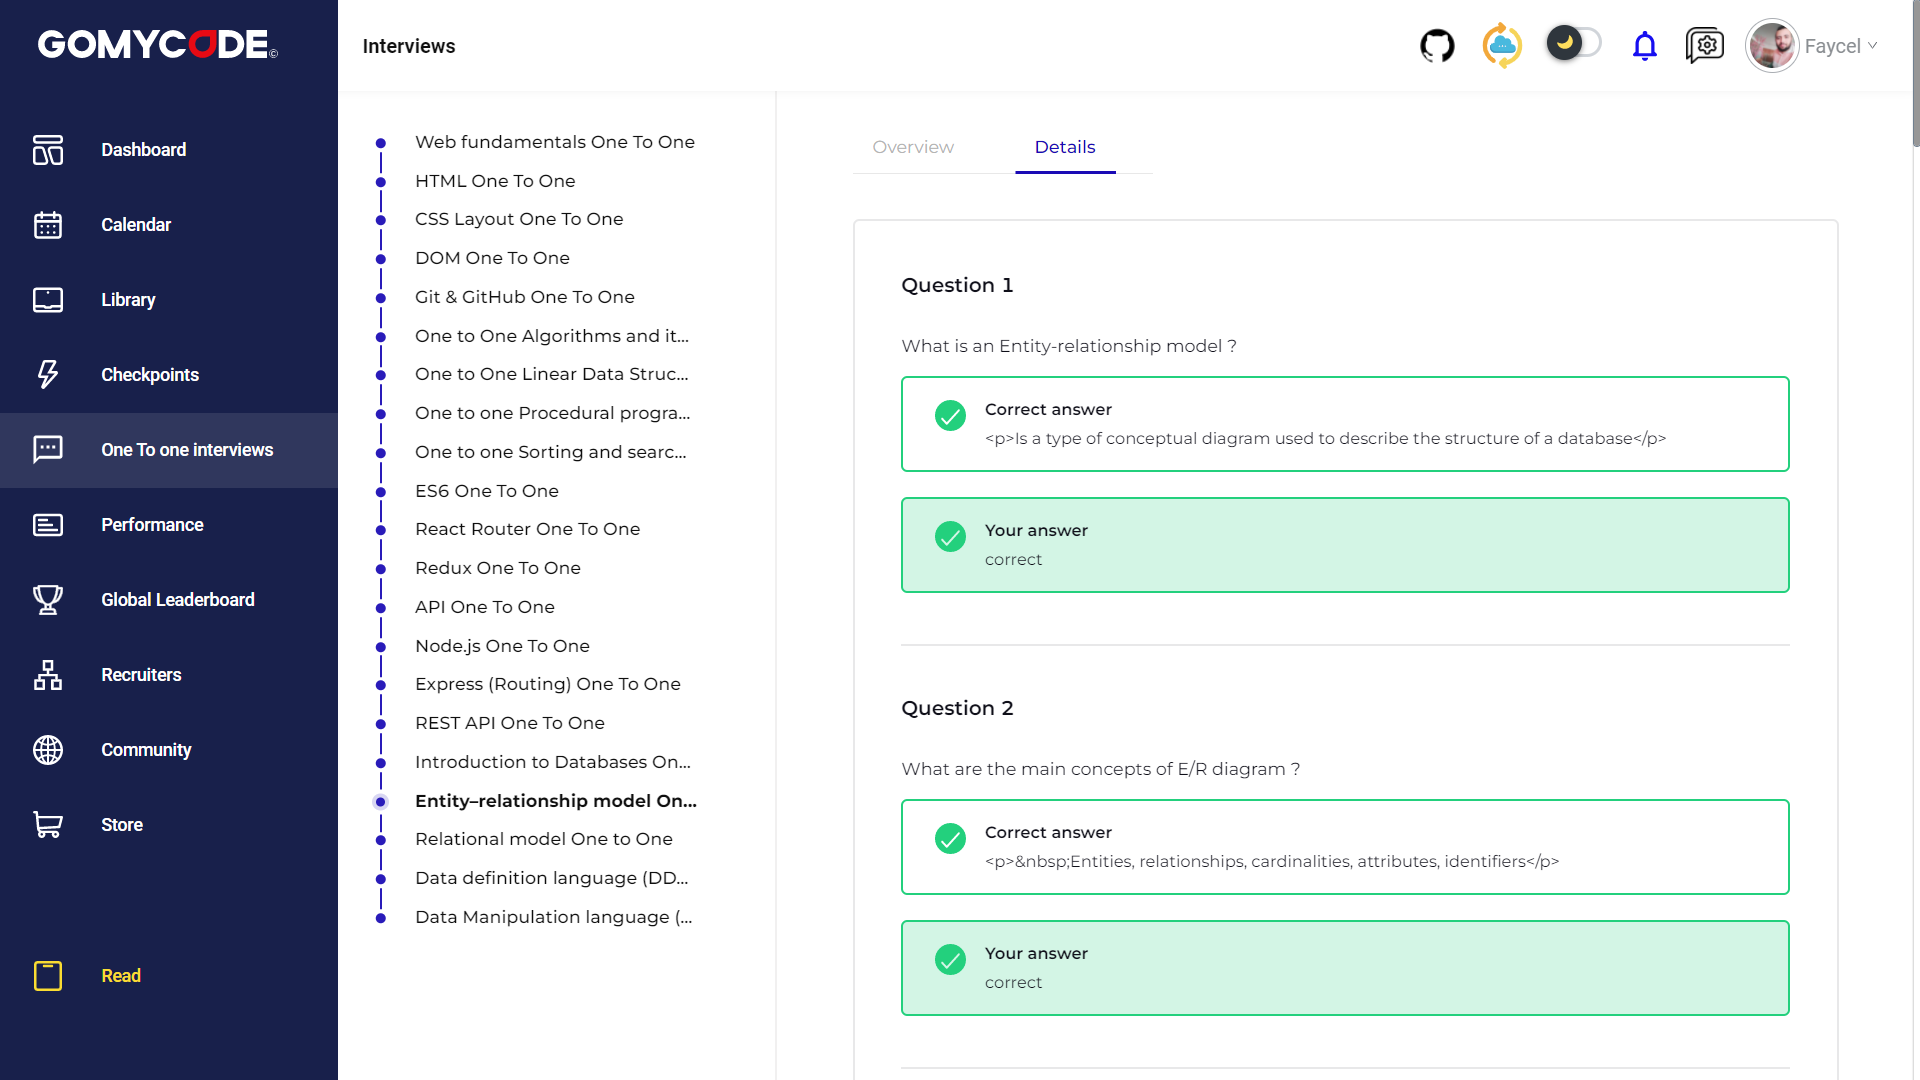 GOMYCODE©
Dashboard
Calendar
Library
Checkpoints
One To one interviews
Performance
Global Leaderboard
Recruiters
Community
Store
Read
Interviews
Faycel
Web fundamentals One To One
HTML One To One
CSS Layout One To One
DOM One To One
Git & GitHub One To One
One to One Algorithms and it...
One to One Linear Data Struc...
One to one Procedural progra...
One to one Sorting and searc...
ES6 One To One
React Router One To One
Redux One To One
API One To One
Node.js One To One
Express (Routing) One To One
REST API One To One
Introduction to Databases On...
Entity–relationship model On...
Relational model One to One
Data definition language (DD...
Data Manipulation language (...
Overview
Details
Question 1
What is an Entity-relationship model ?
Correct answer
<p>Is a type of conceptual diagram used to describe the structure of a database</p>
Your answer
correct
Question 2
What are the main concepts of E/R diagram ?
Correct answer
<p>&nbsp;Entities, relationships, cardinalities, attributes, identifiers</p>
Your answer
correct